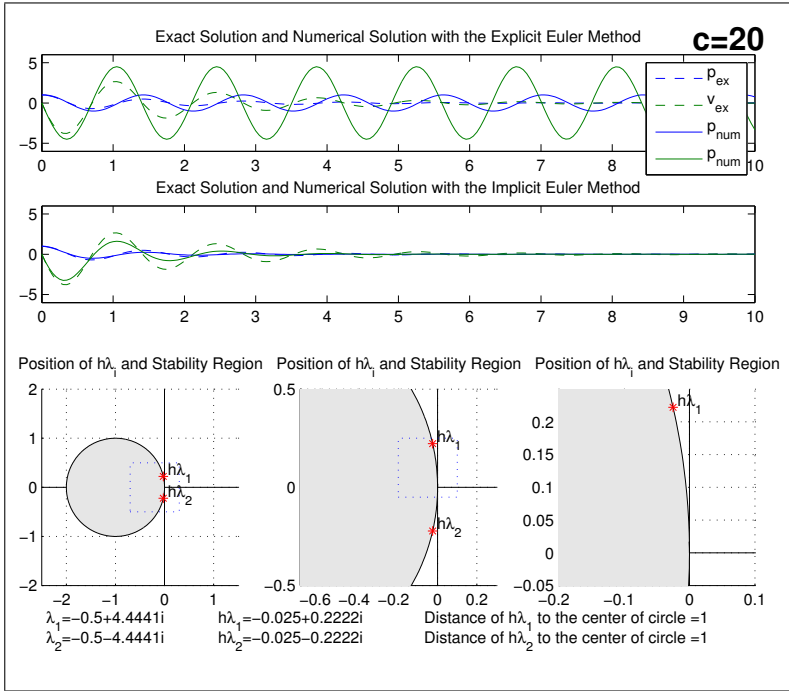 Exact Solution and Numerical Solution with the Explicit Euler Method
c=20
5
0
−5
p_ex
v_ex
p_num
p_num
0 1 2 3 4 5 6 7 8 9 10
Exact Solution and Numerical Solution with the Implicit Euler Method
5
0
−5
0 1 2 3 4 5 6 7 8 9 10
Position of hλ_i and Stability Region
2
1
0
−1
−2
hλ_1
hλ_2
−2 −1 0 1
Position of hλ_i and Stability Region
0.5
0
−0.5
hλ_1
hλ_2
−0.6 −0.4 −0.2 0 0.2
Position of hλ_i and Stability Region
0.2
0.15
0.1
0.05
0
−0.05
hλ_1
−0.2 −0.1 0 0.1
λ_1=−0.5+4.4441i hλ_1=−0.025+0.2222i Distance of hλ_1 to the center of circle =1
λ_2=−0.5−4.4441i hλ_2=−0.025−0.2222i Distance of hλ_2 to the center of circle =1